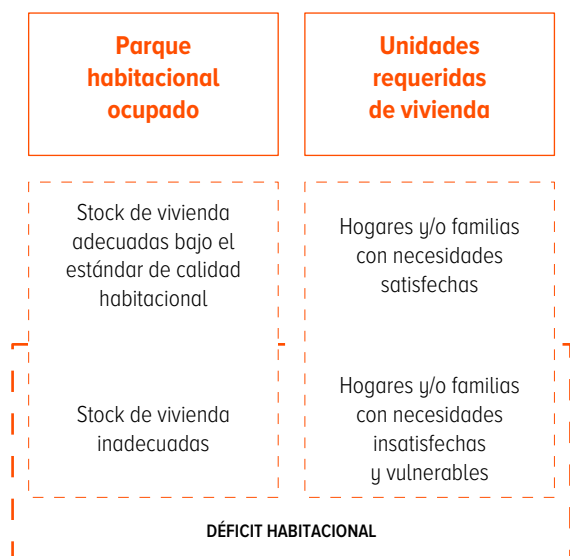 Parque
habitacional
ocupado
Unidades
requeridas
de vivienda
Stock de vivienda
adecuadas bajo el
estándar de calidad
habitacional
Hogares y/o familias
con necesidades
satisfechas
Stock de vivienda
inadecuadas
Hogares y/o familias
con necesidades
insatisfechas
y vulnerables
DÉFICIT HABITACIONAL